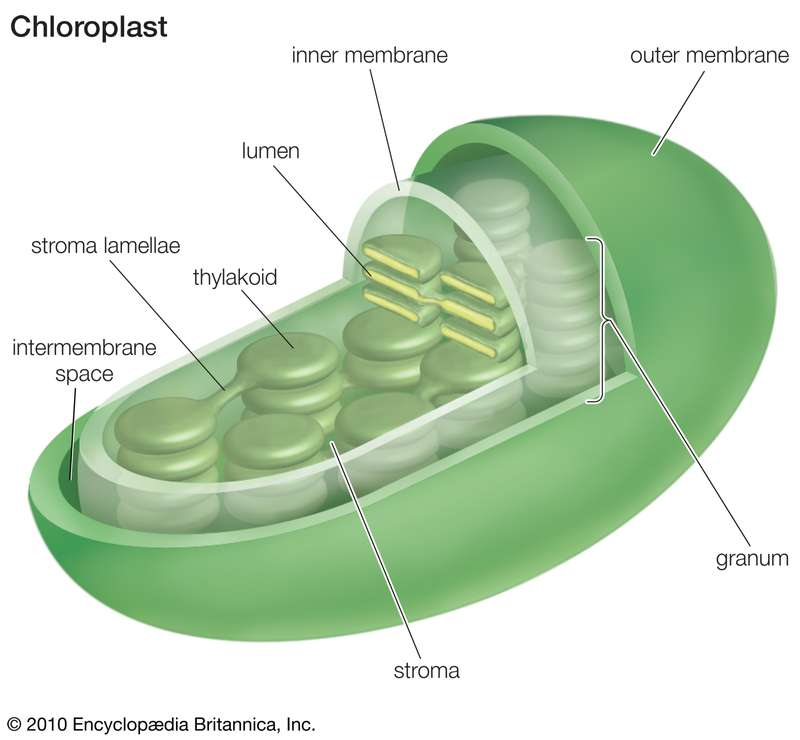 Chloroplast
inner membrane
outer membrane
lumen
stroma lamellae
thylakoid
intermembrane
space
granum
stroma
© 2010 Encyclopædia Britannica, Inc.